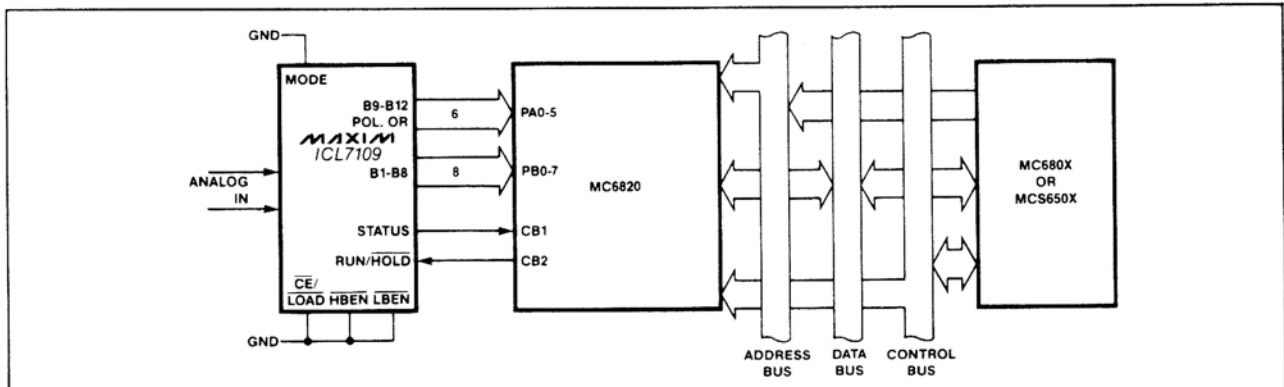 GND
MODE
B9-B12
POL. OR
6
PA0-5
MAXIM
ICL7109
B1-B8
8
PB0-7
MC6820
MC680X
OR
MCS650X
ANALOG
IN
STATUS
CB1
RUN/HOLD
CB2
CE/
LOAD HBEN LBEN
GND
ADDRESS
BUS
DATA
BUS
CONTROL
BUS